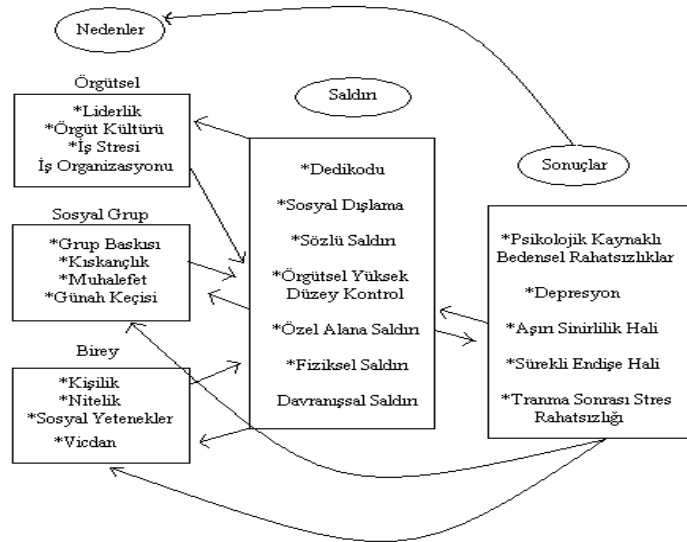 Nedenler
Örgütsel
*Liderlik
*Örgüt Kültürü
*İş Stresi
İş Organizasyonu
Sosyal Grup
*Grup Baskısı
*Kıskançlık
*Muhalefet
*Günah Keçisi
Birey
*Kişilik
*Nitelik
*Sosyal Yetenekler
*Vicdan
Saldırı
*Dedikodu
*Sosyal Dışlama
*Sözlü Saldırı
*Örgütsel Yüksek
Düzey Kontrol
*Özel Alana Saldırı
*Fiziksel Saldırı
Davranışsal Saldırı
Sonuçlar
*Psikolojik Kaynaklı
Bedensel Rahatsızlıklar
*Depresyon
*Aşırı Sinirlilik Hali
*Sürekli Endişe Hali
*Tranma Sonrası Stres
Rahatsızlığı